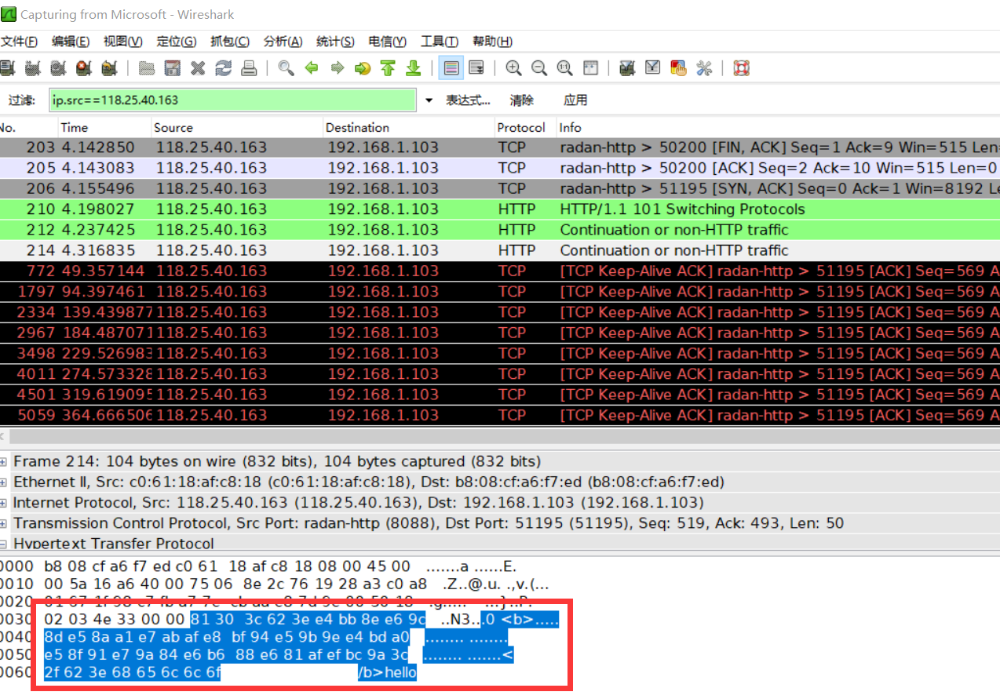 Capturing from Microsoft - Wireshark
文件(F) 编辑(E) 视图(V) 定位(G) 抓包(C) 分析(A) 统计(S) 电信(Y) 工具(T) 帮助(H)
过滤: ip.src==118.25.40.163 表达式... 清除 应用
No. Time Source Destination Protocol Info
203 4.142850 118.25.40.163 192.168.1.103 TCP radan-http > 50200 [FIN, ACK] Seq=1 Ack=9 Win=515 Len=
205 4.143083 118.25.40.163 192.168.1.103 TCP radan-http > 50200 [ACK] Seq=2 Ack=10 Win=515 Len=0
206 4.155496 118.25.40.163 192.168.1.103 TCP radan-http > 51195 [SYN, ACK] Seq=0 Ack=1 Win=8192 Le
210 4.198027 118.25.40.163 192.168.1.103 HTTP HTTP/1.1 101 Switching Protocols
212 4.237425 118.25.40.163 192.168.1.103 HTTP Continuation or non-HTTP traffic
214 4.316835 118.25.40.163 192.168.1.103 HTTP Continuation or non-HTTP traffic
772 49.357144 118.25.40.163 192.168.1.103 TCP [TCP Keep-Alive ACK] radan-http > 51195 [ACK] Seq=569 A
1797 94.397461 118.25.40.163 192.168.1.103 TCP [TCP Keep-Alive ACK] radan-http > 51195 [ACK] Seq=569 A
2334 139.439877 118.25.40.163 192.168.1.103 TCP [TCP Keep-Alive ACK] radan-http > 51195 [ACK] Seq=569 A
2967 184.487071 118.25.40.163 192.168.1.103 TCP [TCP Keep-Alive ACK] radan-http > 51195 [ACK] Seq=569 A
3498 229.526983 118.25.40.163 192.168.1.103 TCP [TCP Keep-Alive ACK] radan-http > 51195 [ACK] Seq=569 A
4011 274.573328 118.25.40.163 192.168.1.103 TCP [TCP Keep-Alive ACK] radan-http > 51195 [ACK] Seq=569 A
4501 319.619095 118.25.40.163 192.168.1.103 TCP [TCP Keep-Alive ACK] radan-http > 51195 [ACK] Seq=569 A
5059 364.666506 118.25.40.163 192.168.1.103 TCP [TCP Keep-Alive ACK] radan-http > 51195 [ACK] Seq=569 A
Frame 214: 104 bytes on wire (832 bits), 104 bytes captured (832 bits)
Ethernet II, Src: c0:61:18:af:c8:18 (c0:61:18:af:c8:18), Dst: b8:08:cf:a6:f7:ed (b8:08:cf:a6:f7:ed)
Internet Protocol, Src: 118.25.40.163 (118.25.40.163), Dst: 192.168.1.103 (192.168.1.103)
Transmission Control Protocol, Src Port: radan-http (8088), Dst Port: 51195 (51195), Seq: 519, Ack: 493, Len: 50
Hypertext Transfer Protocol
0000 b8 08 cf a6 f7 ed c0 61 18 af c8 18 08 00 45 00 .......a ......E.
0010 00 5a 16 a6 40 00 75 06 8e 2c 76 19 28 a3 c0 a8 .Z..@.u. .,v.(...
0020
0030 02 03 4e 33 00 00 81 30 3c 62 3e e4 bb 8e e6 9c ..N3...0 <b>.....
0040 8d e5 8a a1 e7 ab af e8 bf 94 e5 9b 9e e4 bd a0 ........ ........
0050 e5 8f 91 e7 9a 84 e6 b6 88 e6 81 af ef bc 9a 3c ........ .......<
0060 2f 62 3e 68 65 6c 6c 6f /b>hello